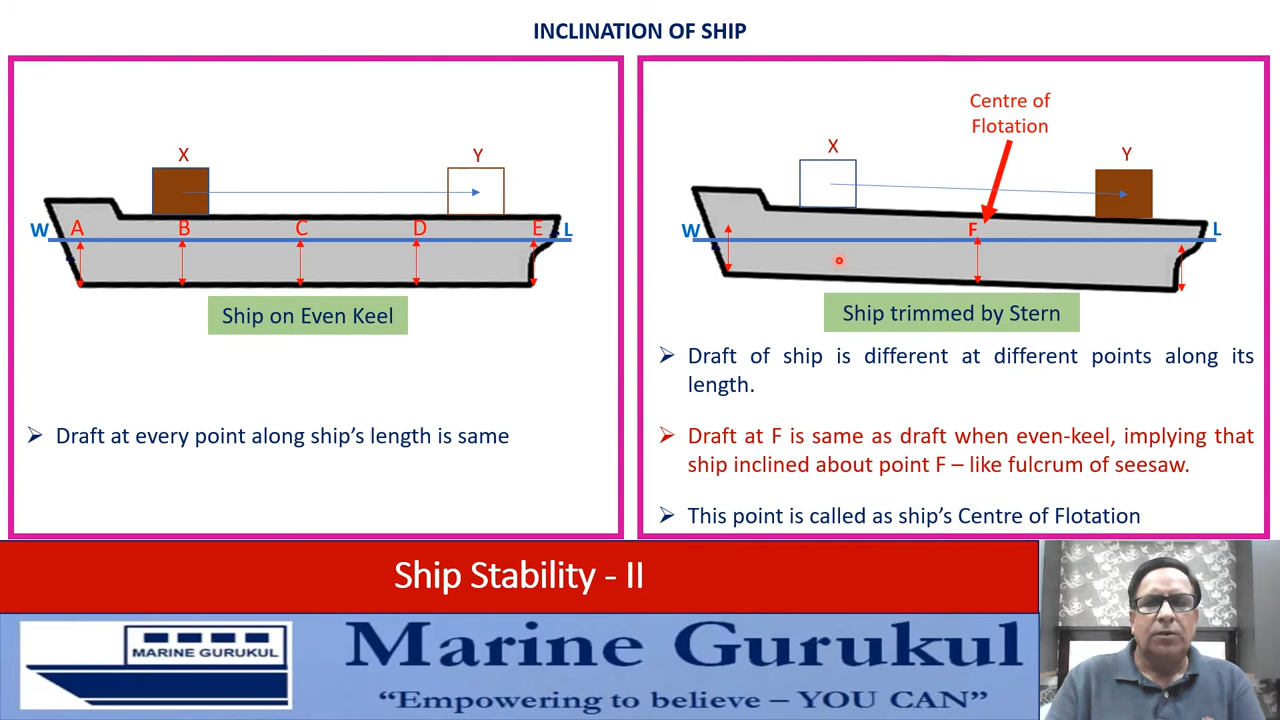 INCLINATION OF SHIP
X
Y
W
A
B
C
D
E
L
Ship on Even Keel
➢ Draft at every point along ship's length is same
Centre of
Flotation
X
Y
W
F
L
Ship trimmed by Stern
➢ Draft of ship is different at different points along its
length.
➢ Draft at F is same as draft when even-keel, implying that
ship inclined about point F – like fulcrum of seesaw.
➢ This point is called as ship's Centre of Flotation
Ship Stability - II
MARINE GURUKUL
Marine Gurukul
“Empowering to believe – YOU CAN”